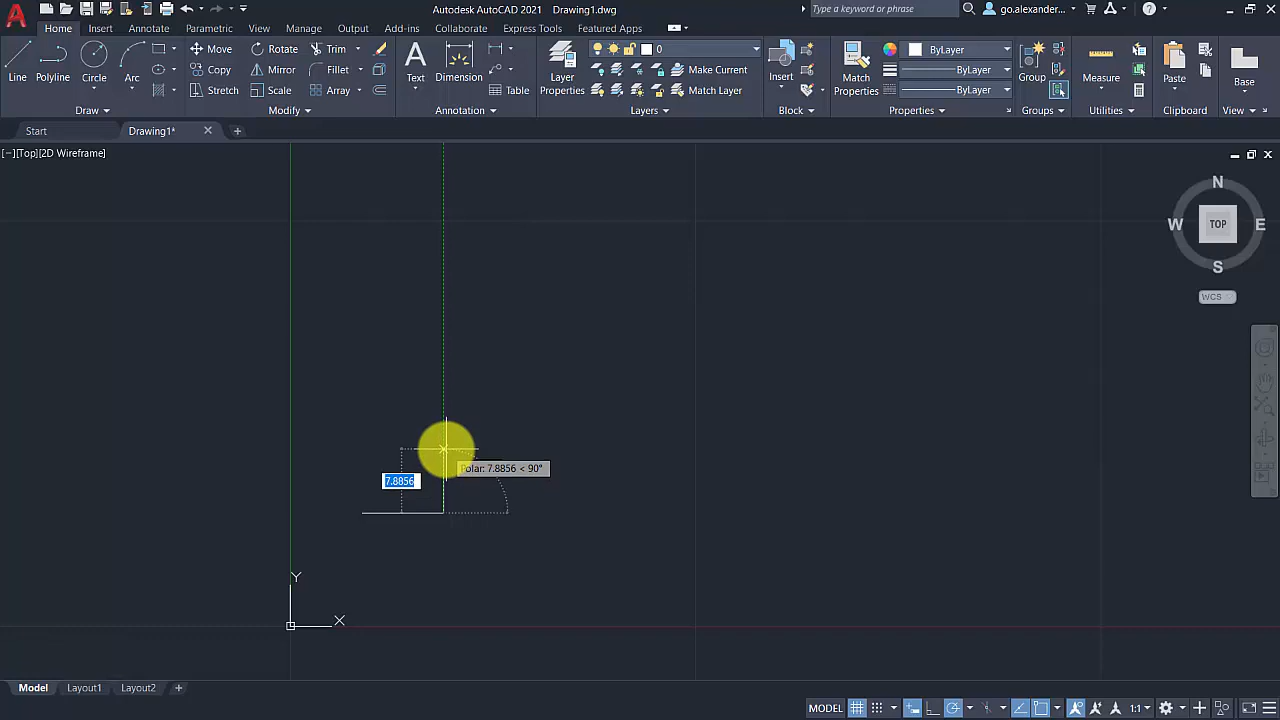 Autodesk AutoCAD 2021 Drawing1.dwg
Type a keyword or phrase
go.alexander...
Home Insert Annotate Parametric View Manage Output Add-ins Collaborate Express Tools Featured Apps
Line
Polyline
Circle
Arc
Draw
Move
Rotate
Trim
Copy
Mirror
Fillet
Stretch
Scale
Array
Modify
Text
Dimension
Table
Annotation
Layer
Properties
0
Make Current
Match Layer
Layers
Insert
Block
Match
Properties
ByLayer
ByLayer
ByLayer
Properties
Group
Groups
Measure
Utilities
Paste
Clipboard
Base
View
Start
Drawing1*
[−][Top][2D Wireframe]
N
W
TOP
E
S
WCS
Polar: 7.8856 < 90°
7.8856
Y
X
Model
Layout1
Layout2
MODEL
1:1